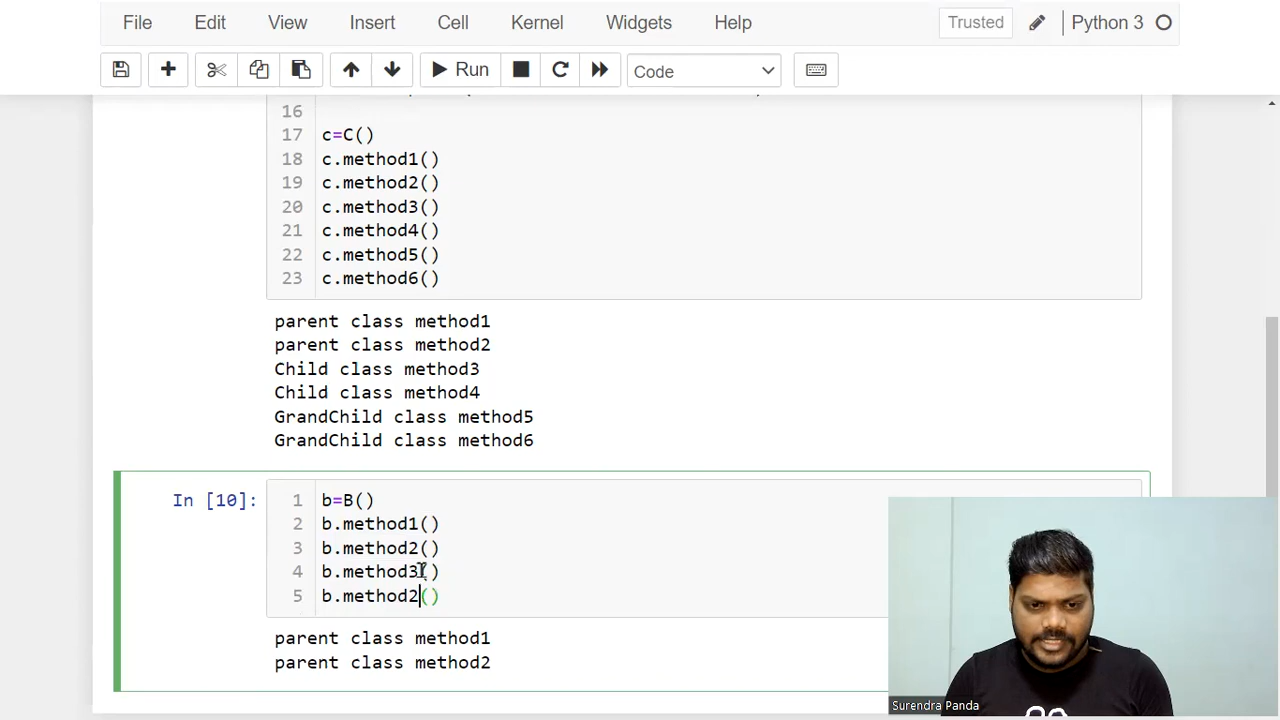 File Edit View Insert Cell Kernel Widgets Help Trusted Python 3
Run Code
16
17 c=C()
18 c.method1()
19 c.method2()
20 c.method3()
21 c.method4()
22 c.method5()
23 c.method6()
parent class method1
parent class method2
Child class method3
Child class method4
GrandChild class method5
GrandChild class method6
In [10]: 1 b=B()
2 b.method1()
3 b.method2()
4 b.method3()
5 b.method2()
parent class method1
parent class method2
Surendra Panda